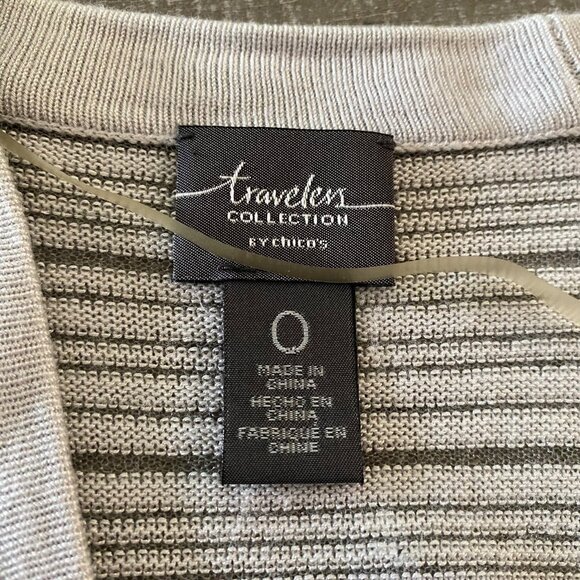 travelers
COLLECTION
BY chico's
0
MADE IN
CHINA
HECHO EN
CHINA
FABRIQUÉ EN
CHINE